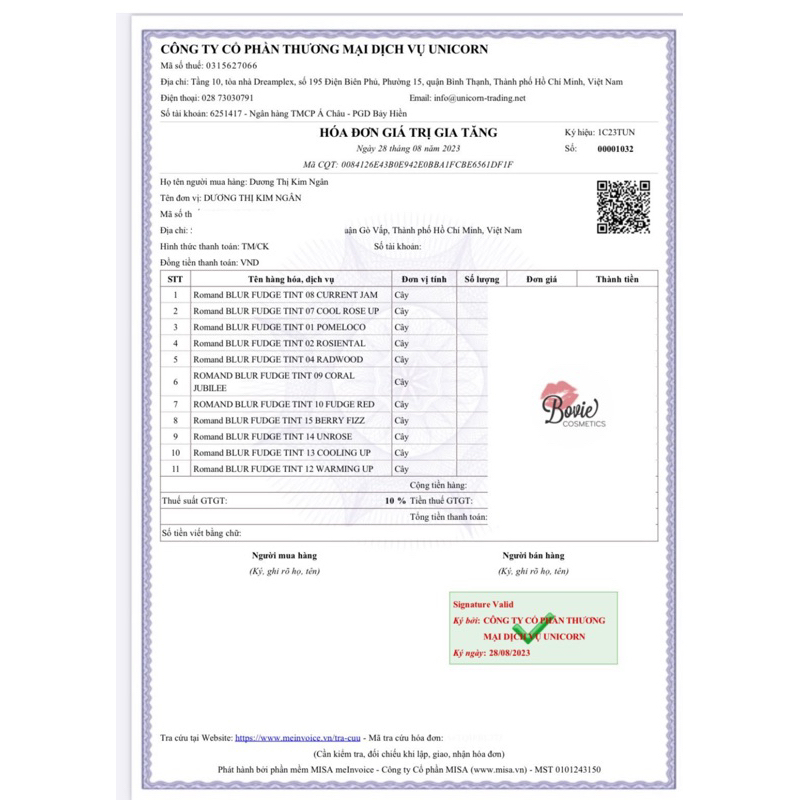 CÔNG TY CỔ PHẦN THƯƠNG MẠI DỊCH VỤ UNICORN
Mã số thuế: 0315627066
Địa chỉ: Tầng 10, tòa nhà Dreamplex, số 195 Điện Biên Phủ, Phường 15, quận Bình Thạnh, Thành phố Hồ Chí Minh, Việt Nam
Điện thoại: 028 73030791 Email: info@unicorn-trading.net
Số tài khoản: 6251417 - Ngân hàng TMCP Á Châu - PGD Bảy Hiền
HÓA ĐƠN GIÁ TRỊ GIA TĂNG Ký hiệu: 1C23TUN
Ngày 28 tháng 08 năm 2023 Số: 00001032
Mã CQT: 0084126E43B0E942E0BBA1FCBE6561DF1F
Họ tên người mua hàng: Dương Thị Kim Ngân
Tên đơn vị: DƯƠNG THỊ KIM NGÂN
Mã số th
Địa chỉ: : uận Gò Vấp, Thành phố Hồ Chí Minh, Việt Nam
Hình thức thanh toán: TM/CK Số tài khoản:
Đồng tiền thanh toán: VND
STT Tên hàng hóa, dịch vụ Đơn vị tính Số lượng Đơn giá Thành tiền
1 Romand BLUR FUDGE TINT 08 CURRENT JAM Cây
2 Romand BLUR FUDGE TINT 07 COOL ROSE UP Cây
3 Romand BLUR FUDGE TINT 01 POMELOCO Cây
4 Romand BLUR FUDGE TINT 02 ROSIENTAL Cây
5 Romand BLUR FUDGE TINT 04 RADWOOD Cây
6 ROMAND BLUR FUDGE TINT 09 CORAL JUBILEE Cây
7 ROMAND BLUR FUDGE TINT 10 FUDGE RED Cây
8 Romand BLUR FUDGE TINT 15 BERRY FIZZ Cây
9 Romand BLUR FUDGE TINT 14 UNROSE Cây
10 Romand BLUR FUDGE TINT 13 COOLING UP Cây
11 Romand BLUR FUDGE TINT 12 WARMING UP Cây
Bovie
COSMETICS
Cộng tiền hàng:
Thuế suất GTGT: 10 % Tiền thuế GTGT:
Tổng tiền thanh toán:
Số tiền viết bằng chữ:
Người mua hàng Người bán hàng
(Ký, ghi rõ họ, tên) (Ký, ghi rõ họ, tên)
Signature Valid
Ký bởi: CÔNG TY CỔ PHẦN THƯƠNG
MẠI DỊCH VỤ UNICORN
Ký ngày: 28/08/2023
Tra cứu tại Website: https://www.meinvoice.vn/tra-cuu - Mã tra cứu hóa đơn:
(Cần kiểm tra, đối chiếu khi lập, giao, nhận hóa đơn)
Phát hành bởi phần mềm MISA meInvoice - Công ty Cổ phần MISA (www.misa.vn) - MST 0101243150